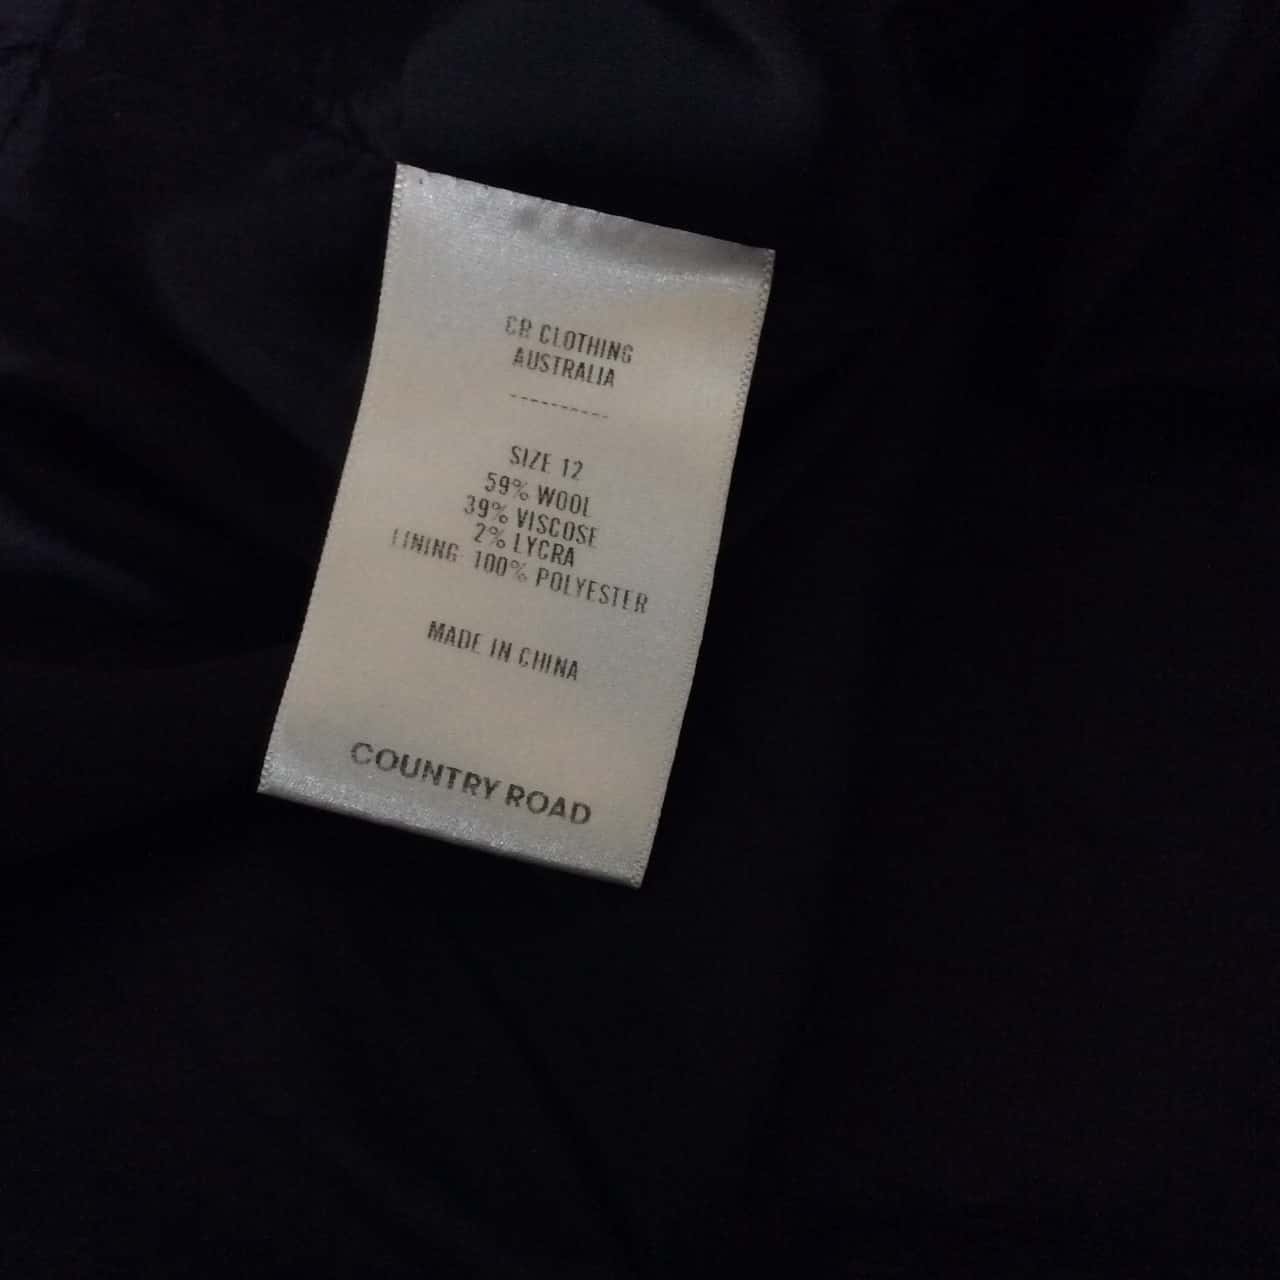 CR CLOTHING
AUSTRALIA
----------
SIZE 12
59% WOOL
39% VISCOSE
2% LYCRA
LINING: 100% POLYESTER
MADE IN CHINA
COUNTRY ROAD